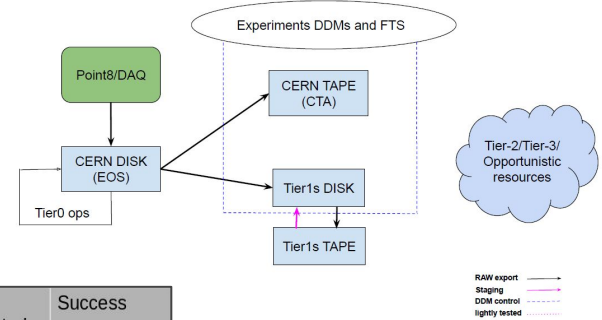 Experiments DDMs and FTS
Point8/DAQ
CERN TAPE
(CTA)
CERN DISK
(EOS)
Tier-2/Tier-3/
Opportunistic
resources
Tier1s DISK
Tier0 ops
Tier1s TAPE
RAW export
Staging
DDM control
lightly tested
Success